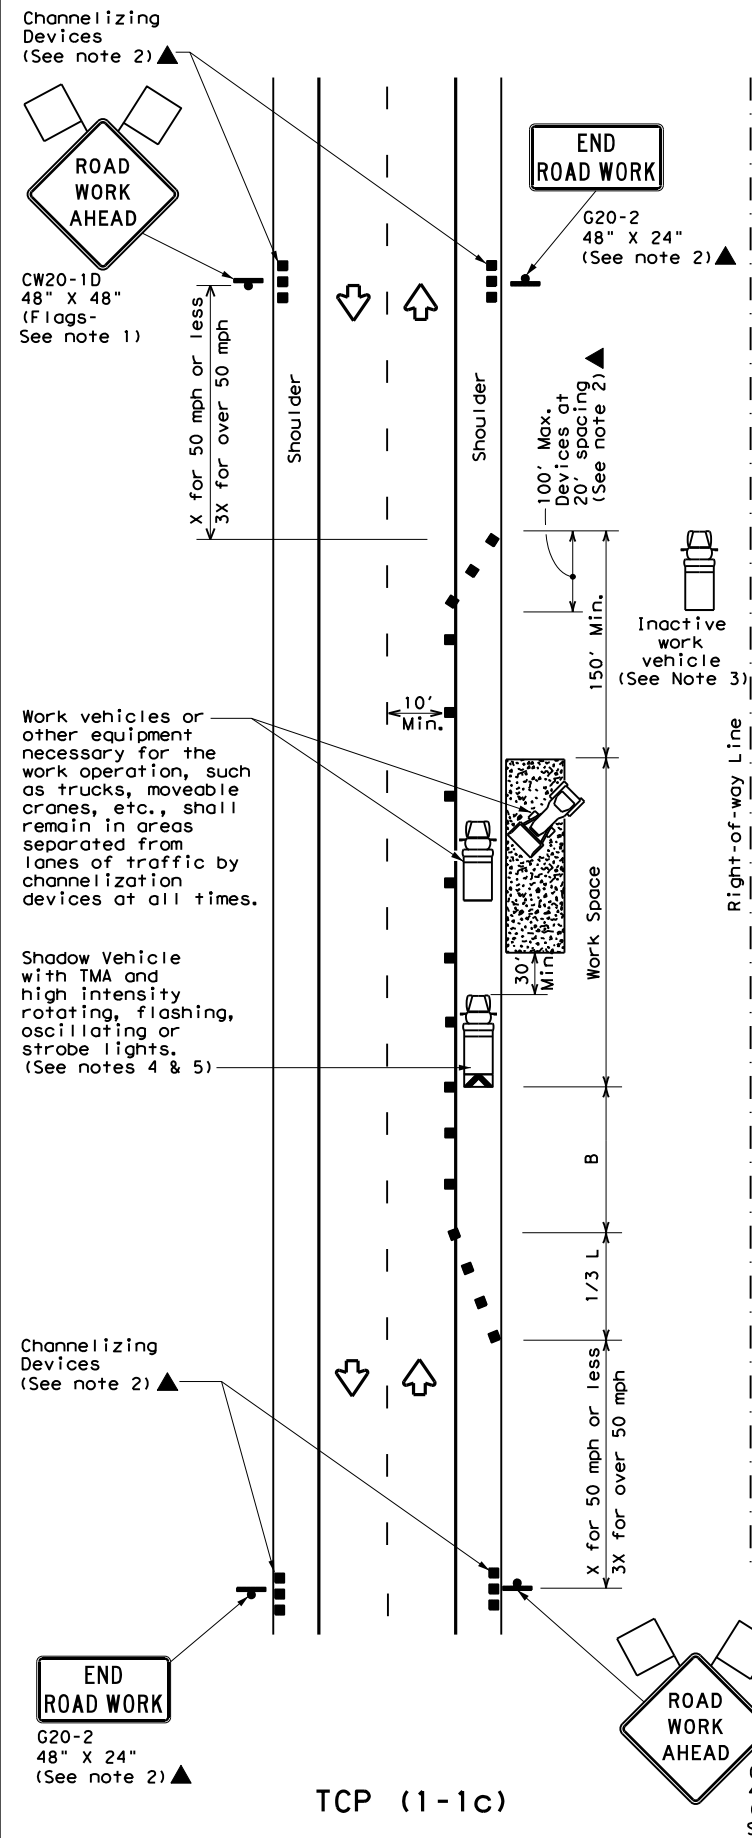 Channelizing
Devices
(See note 2)
ROAD
WORK
AHEAD
CW20-1D
48" X 48"
(Flags-
See note 1)
END
ROAD WORK
G20-2
48" X 24"
(See note 2)
X for 50 mph or less
3X for over 50 mph
Shoulder
Shoulder
100' Max.
Devices at
20' spacing
(See note 2)
150' Min.
Inactive
work
vehicle
(See Note 3)
10'
Min.
Work vehicles or
other equipment
necessary for the
work operation, such
as trucks, moveable
cranes, etc., shall
remain in areas
separated from
lanes of traffic by
channelization
devices at all times.
Right-of-way Line
Work Space
30'
Min.
Shadow Vehicle
with TMA and
high intensity
rotating, flashing,
oscillating or
strobe lights.
(See notes 4 & 5)
B
1/3 L
Channelizing
Devices
(See note 2)
X for 50 mph or less
3X for over 50 mph
END
ROAD WORK
G20-2
48" X 24"
(See note 2)
ROAD
WORK
AHEAD
TCP (1-1c)